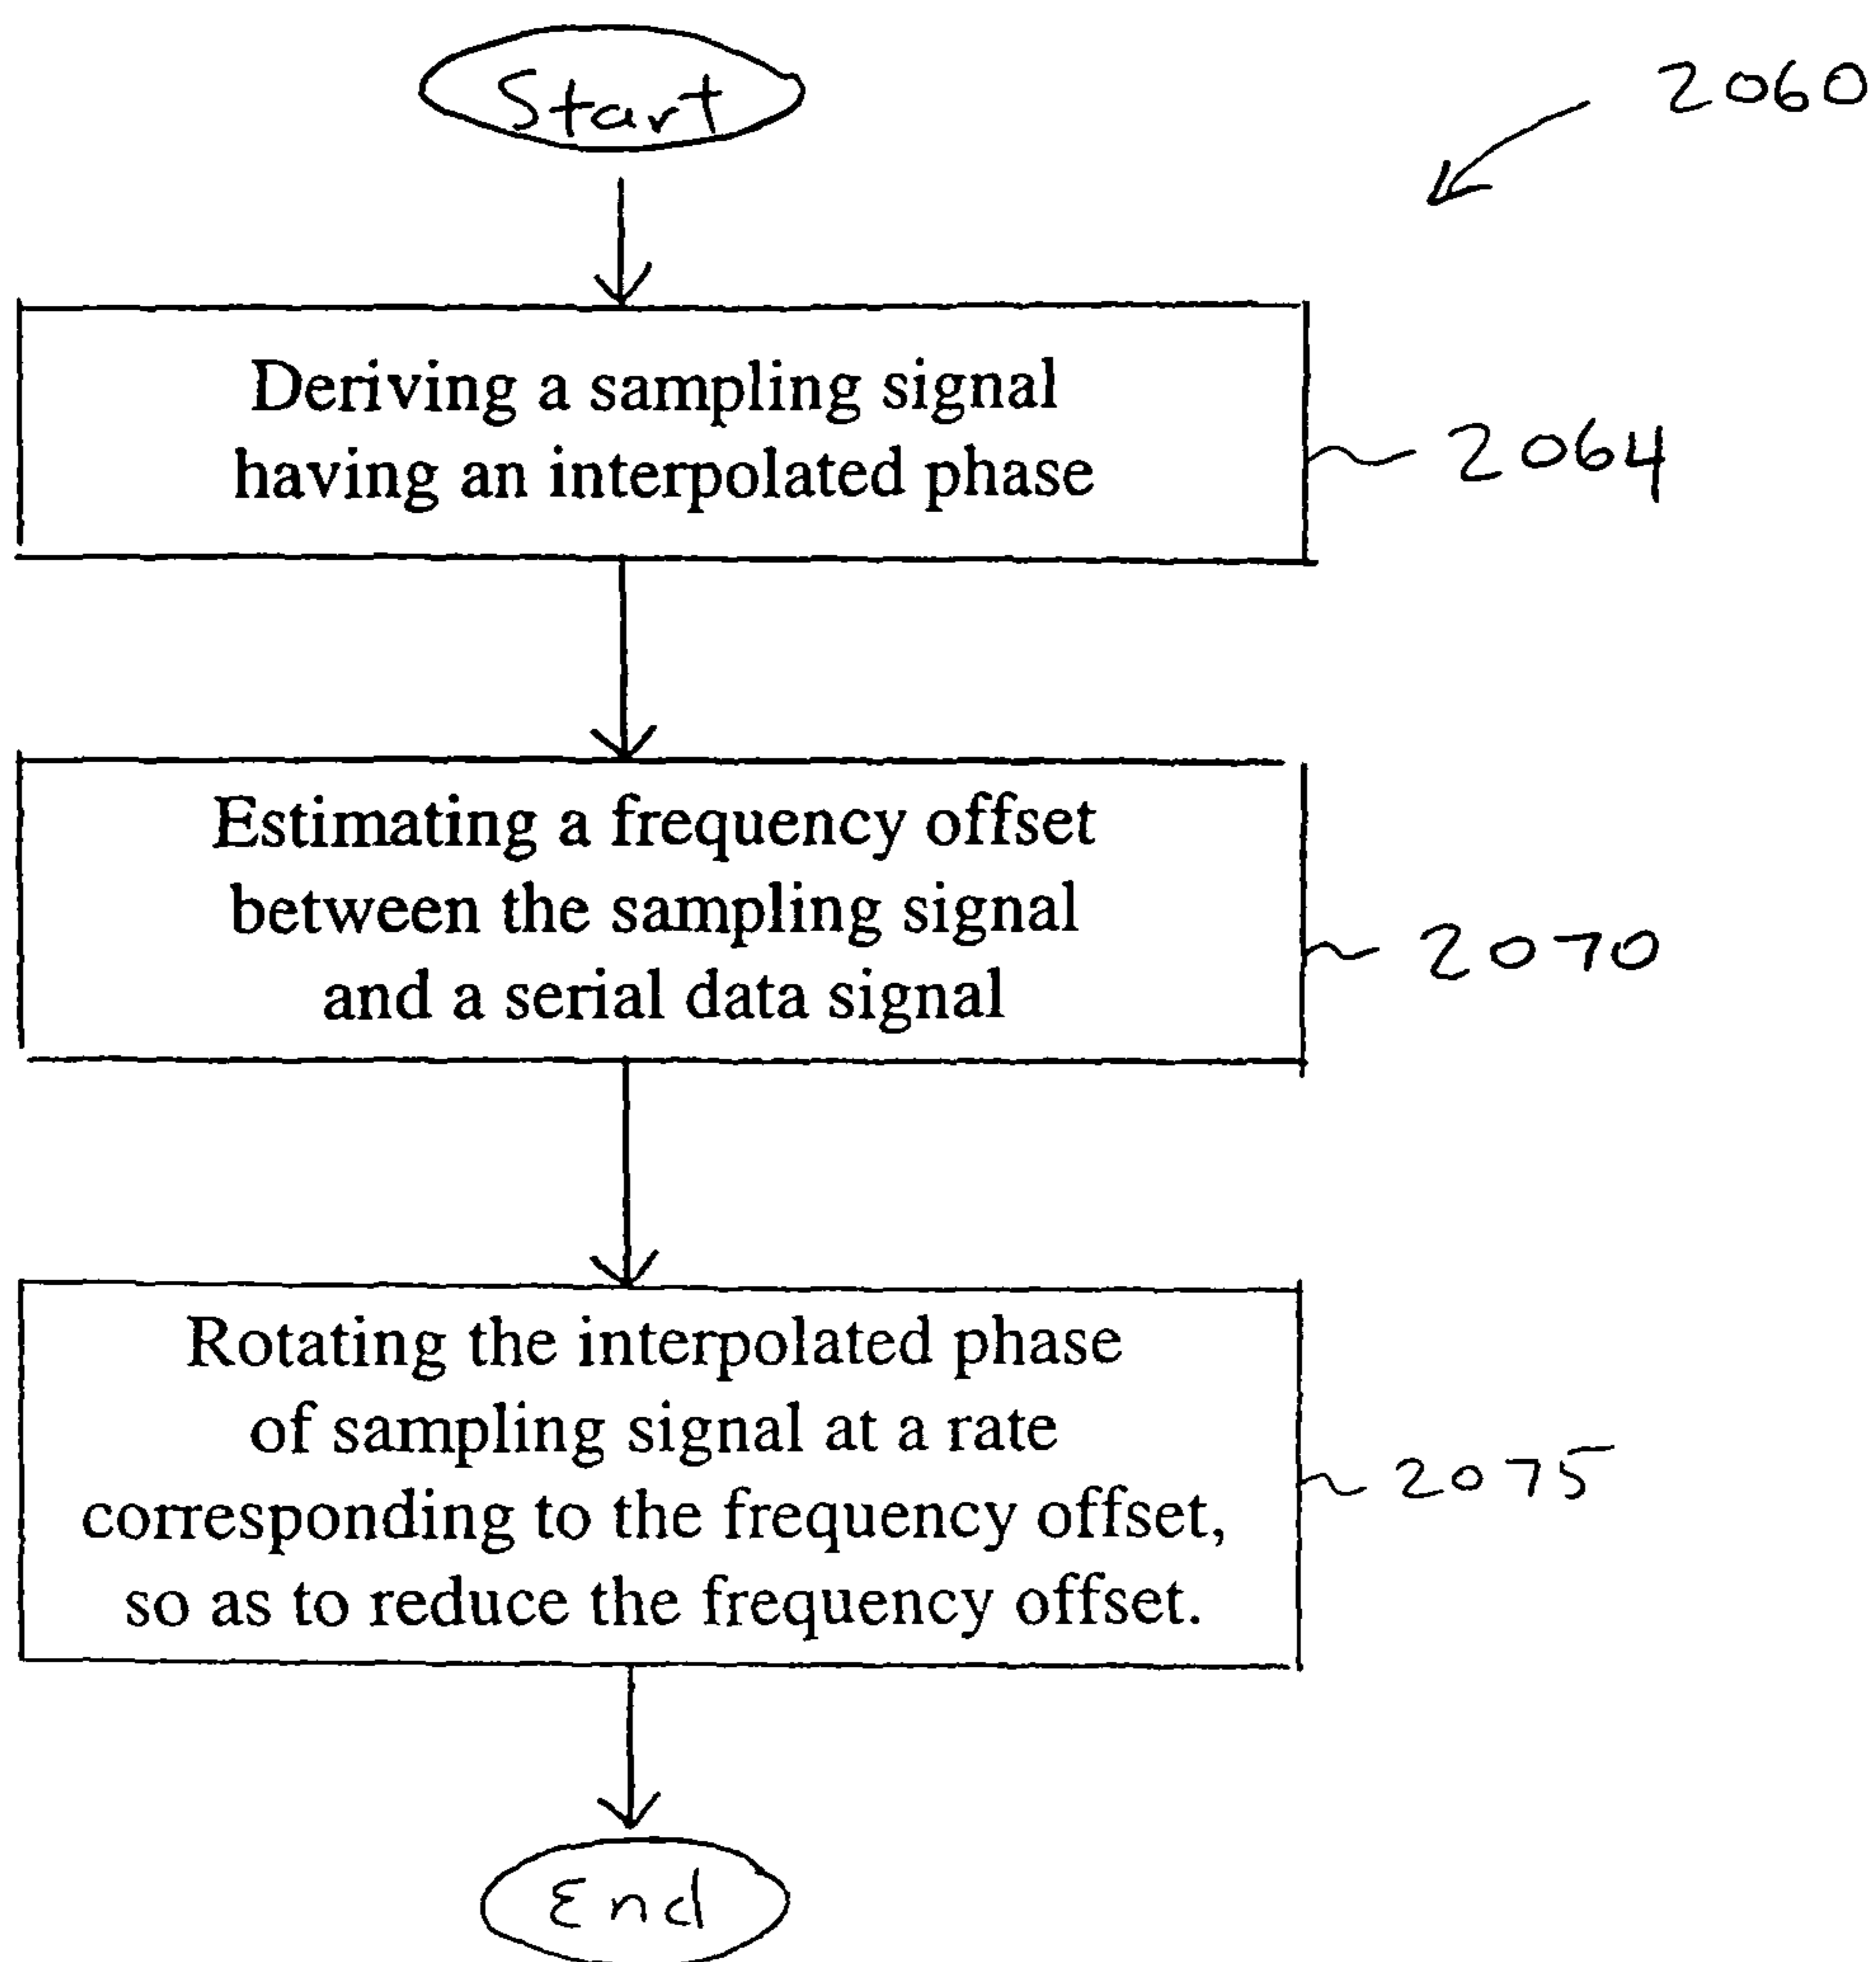 Start
2060
Deriving a sampling signal
having an interpolated phase
2064
Estimating a frequency offset
between the sampling signal
and a serial data signal
2070
Rotating the interpolated phase
of sampling signal at a rate
corresponding to the frequency offset,
so as to reduce the frequency offset.
2075
End